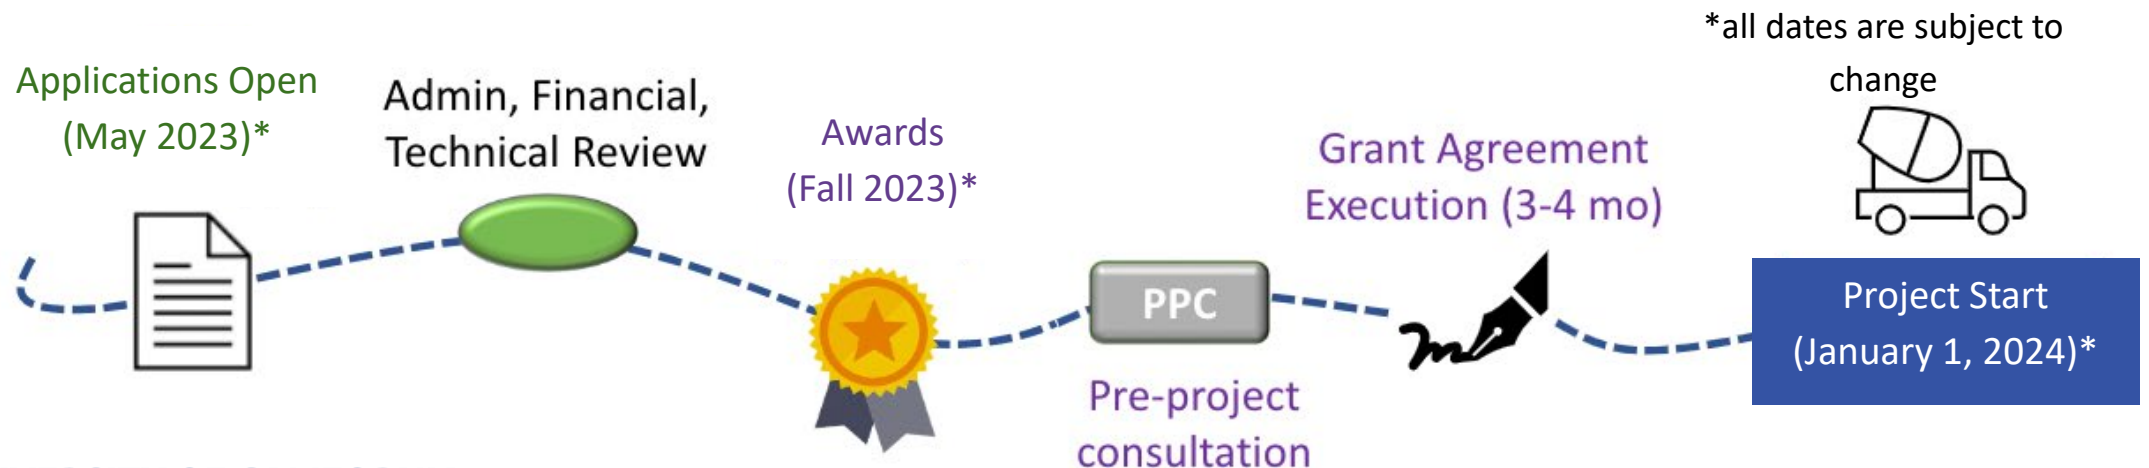 *all dates are subject to
change
Applications Open
(May 2023)*
Admin, Financial,
Technical Review
Awards
(Fall 2023)*
PPC
Pre-project
consultation
Grant Agreement
Execution (3-4 mo)
Project Start
(January 1, 2024)*